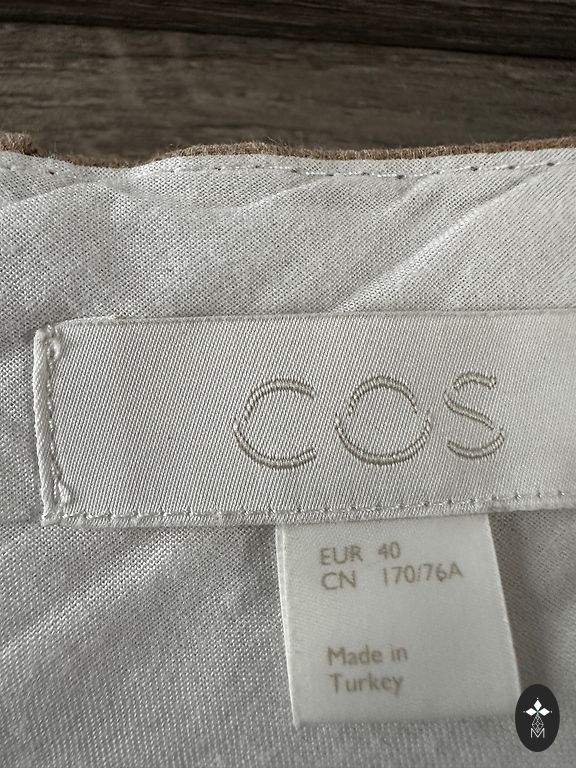 COS
EUR 40
CN 170/76A
Made in
Turkey
M